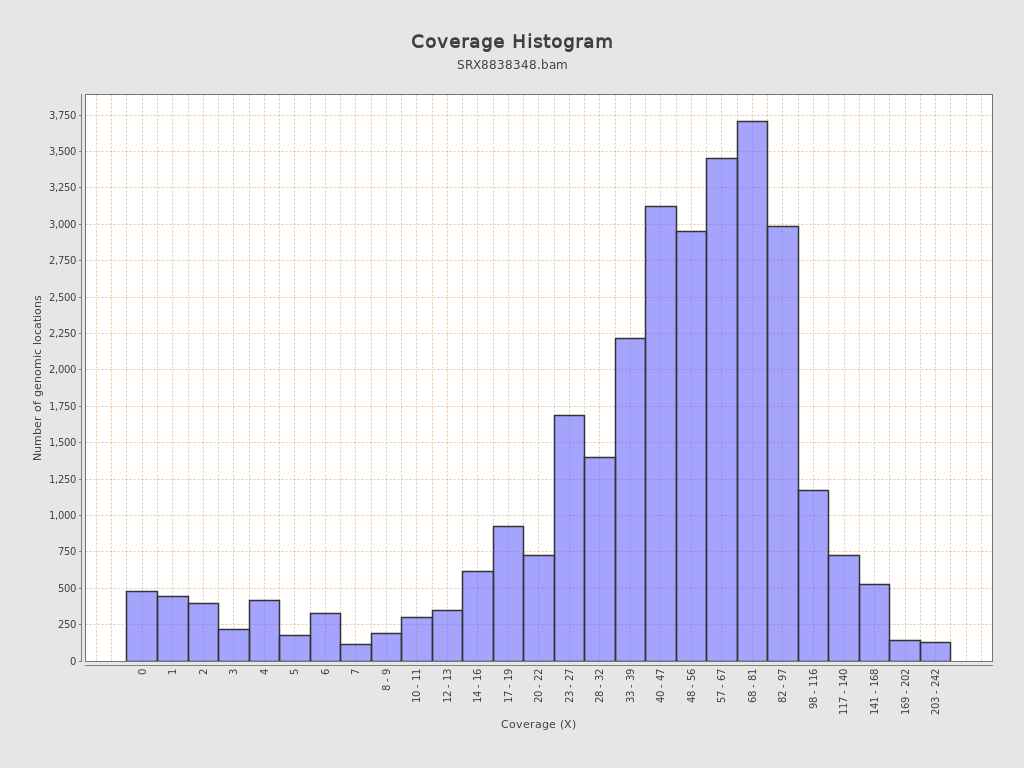 Coverage Histogram
SRX8838348.bam
Number of genomic locations
3,750
3,500
3,250
3,000
2,750
2,500
2,250
2,000
1,750
1,500
1,250
1,000
750
500
250
0
0
1
2
3
4
5
6
7
8 - 9
10 - 11
12 - 13
14 - 16
17 - 19
20 - 22
23 - 27
28 - 32
33 - 39
40 - 47
48 - 56
57 - 67
68 - 81
82 - 97
98 - 116
117 - 140
141 - 168
169 - 202
203 - 242
Coverage (X)